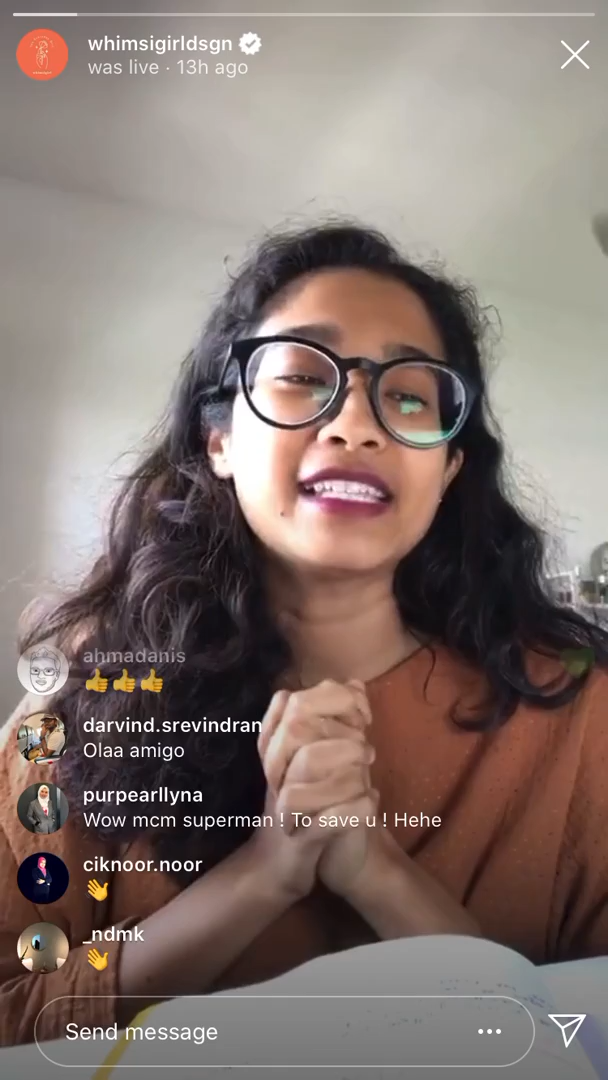 whimsigirldsgn
was live · 13h ago
ahmadanis
👍👍👍
darvind.srevindran
Olaa amigo
purpearllyna
Wow mcm superman ! To save u ! Hehe
ciknoor.noor
👋
_ndmk
👋
Send message